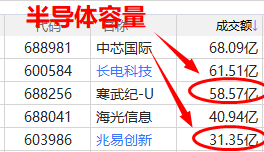 半导体容量
代码 名称 成交额↓
688981 中芯国际 68.09亿
600584 长电科技 61.51亿
688256 寒武纪-U 58.57亿
688041 海光信息 40.94亿
603986 兆易创新 31.35亿